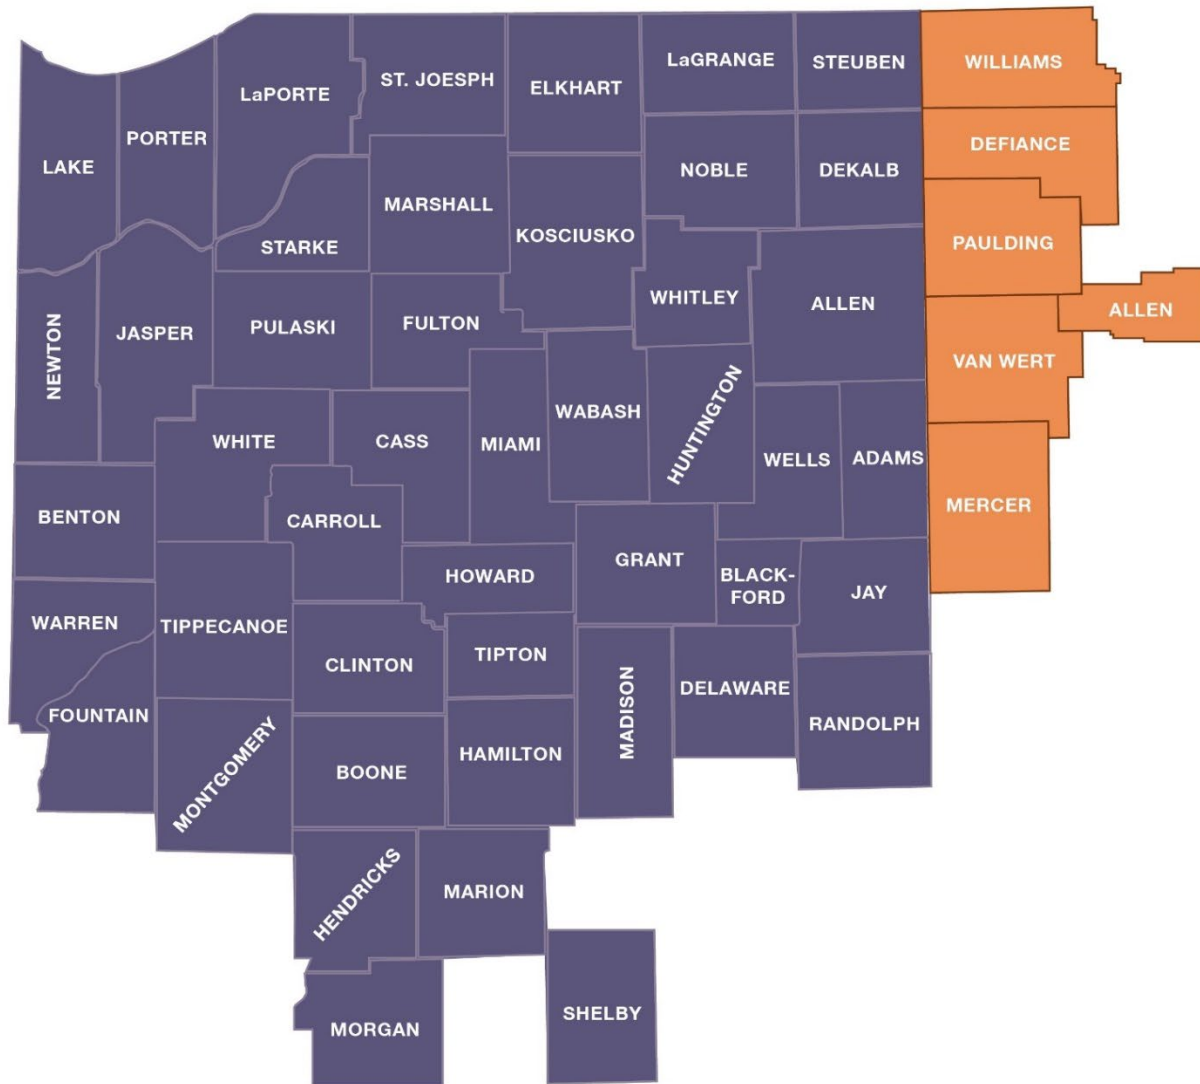 WILLIAMS
LaGRANGE
STEUBEN
ST. JOESPH
ELKHART
LaPORTE
PORTER
DEFIANCE
LAKE
NOBLE
DEKALB
MARSHALL
KOSCIUSKO
STARKE
PAULDING
WHITLEY
ALLEN
ALLEN
FULTON
PULASKI
JASPER
NEWTON
VAN WERT
WABASH
HUNTINGTON
WHITE
CASS
MIAMI
WELLS
ADAMS
MERCER
BENTON
CARROLL
GRANT
HOWARD
BLACK-
FORD
JAY
WARREN
TIPPECANOE
TIPTON
CLINTON
DELAWARE
FOUNTAIN
MADISON
RANDOLPH
MONTGOMERY
HAMILTON
BOONE
HENDRICKS
MARION
SHELBY
MORGAN